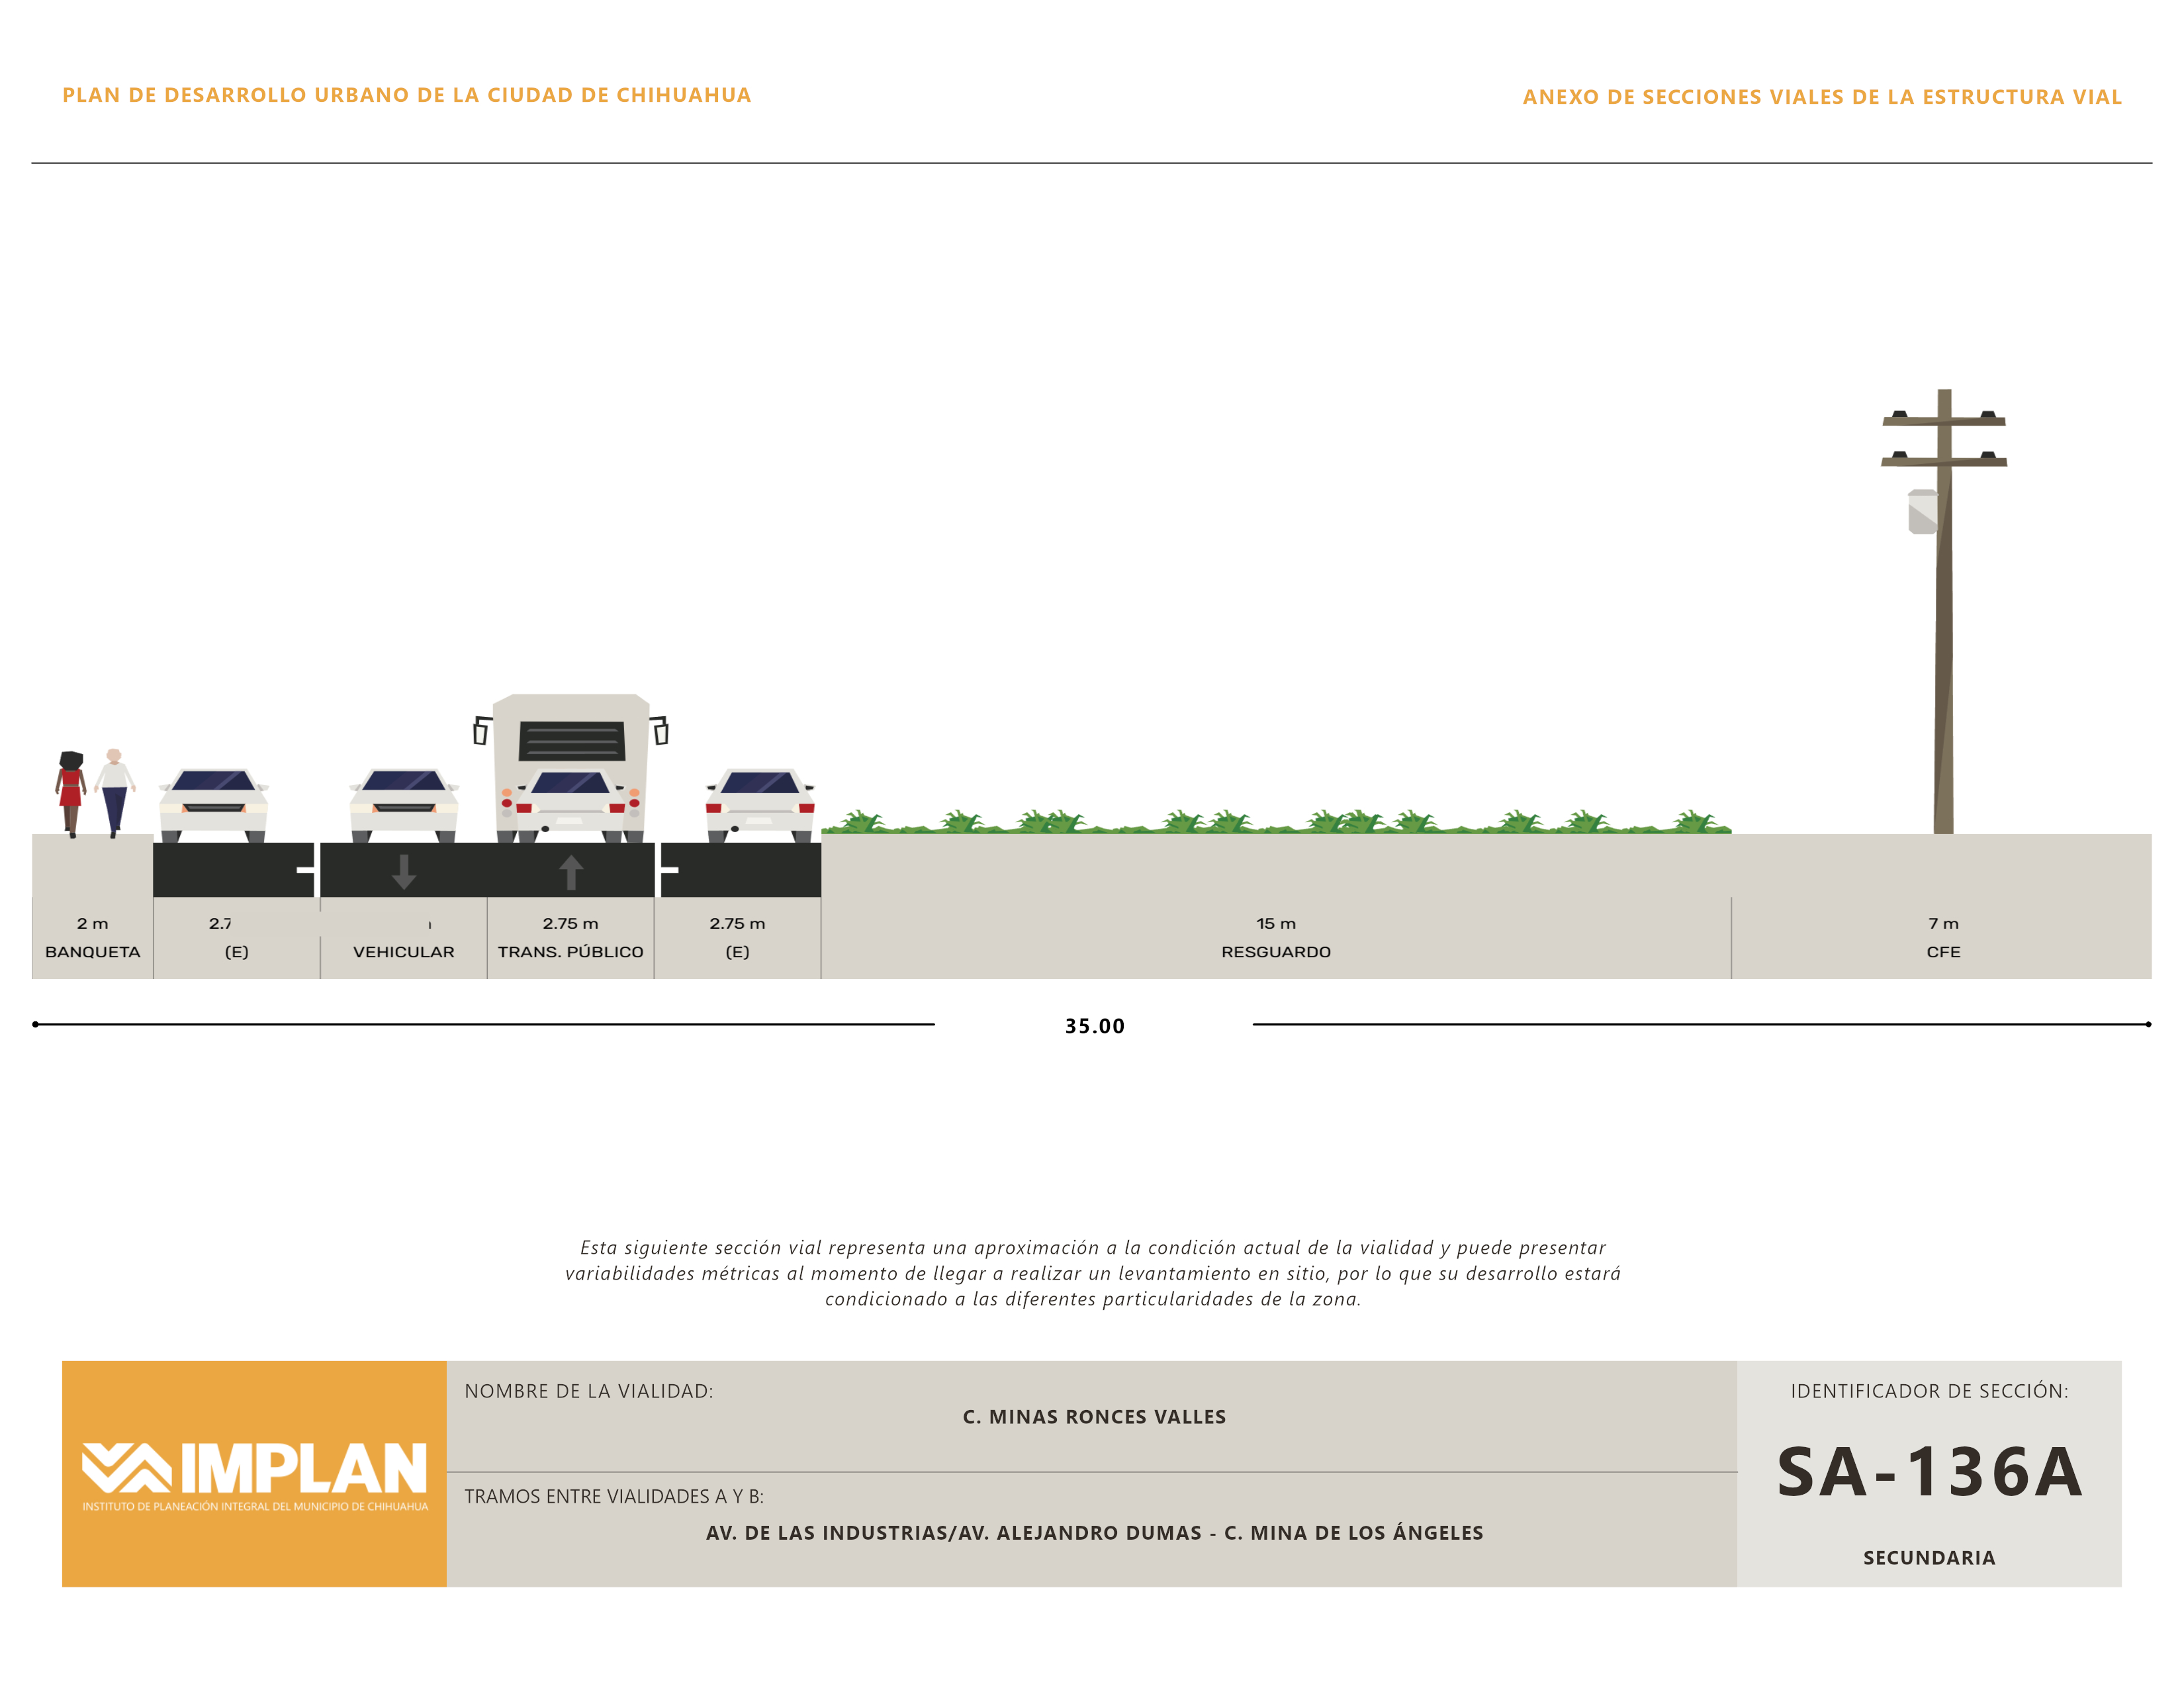 PLAN DE DESARROLLO URBANO DE LA CIUDAD DE CHIHUAHUA
ANEXO DE SECCIONES VIALES DE LA ESTRUCTURA VIAL
2 m
2.75 m
2.75 m
15 m
7 m
BANQUETA
(E)
VEHICULAR
TRANS. PÚBLICO
(E)
RESGUARDO
CFE
35.00
Esta siguiente sección vial representa una aproximación a la condición actual de la vialidad y puede presentar
variabilidades métricas al momento de llegar a realizar un levantamiento en sitio, por lo que su desarrollo estará
condicionado a las diferentes particularidades de la zona.
IMPLAN
INSTITUTO DE PLANEACIÓN INTEGRAL DEL MUNICIPIO DE CHIHUAHUA
NOMBRE DE LA VIALIDAD:
C. MINAS RONCES VALLES
TRAMOS ENTRE VIALIDADES A Y B:
AV. DE LAS INDUSTRIAS/AV. ALEJANDRO DUMAS - C. MINA DE LOS ÁNGELES
IDENTIFICADOR DE SECCIÓN:
SA-136A
SECUNDARIA